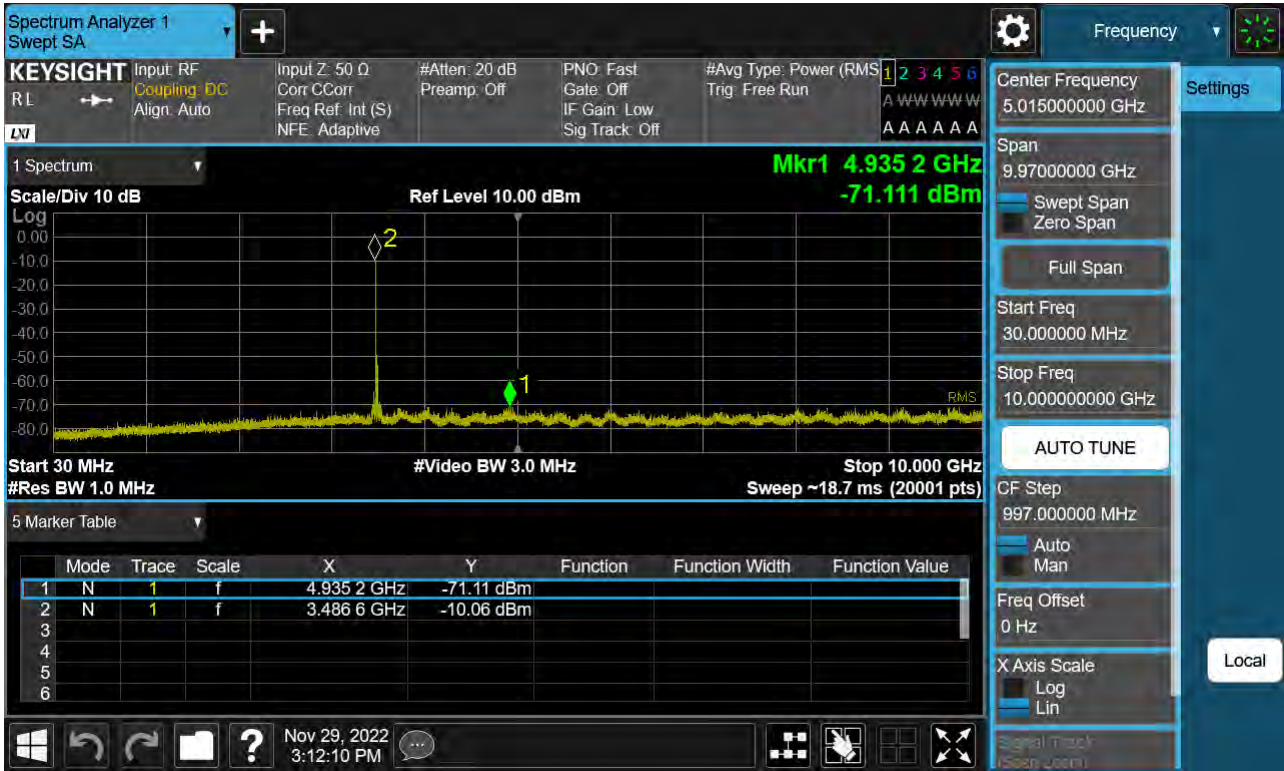 Spectrum Analyzer 1
Swept SA
+
Frequency
KEYSIGHT
RL
LXI
Input: RF
Coupling: DC
Align: Auto
Input Z: 50 Ω
Corr CCorr
Freq Ref: Int (S)
NFE: Adaptive
#Atten: 20 dB
Preamp: Off
PNO: Fast
Gate: Off
IF Gain: Low
Sig Track: Off
#Avg Type: Power (RMS
Trig: Free Run
1 2 3 4 5 6
A W W W W W
A A A A A A
1 Spectrum
Scale/Div 10 dB
Ref Level 10.00 dBm
Mkr1 4.935 2 GHz
-71.111 dBm
Log
0.00
-10.0
-20.0
-30.0
-40.0
-50.0
-60.0
-70.0
-80.0
2
1
RMS
Start 30 MHz
#Video BW 3.0 MHz
Stop 10.000 GHz
#Res BW 1.0 MHz
Sweep ~18.7 ms (20001 pts)
5 Marker Table
Mode Trace Scale X Y Function Function Width Function Value
1 N 1 f 4.935 2 GHz -71.11 dBm
2 N 1 f 3.486 6 GHz -10.06 dBm
3
4
5
6
?
Nov 29, 2022
3:12:10 PM
Center Frequency
5.015000000 GHz
Span
9.97000000 GHz
Swept Span
Zero Span
Full Span
Start Freq
30.000000 MHz
Stop Freq
10.000000000 GHz
AUTO TUNE
CF Step
997.000000 MHz
Auto
Man
Freq Offset
0 Hz
X Axis Scale
Log
Lin
Signal Track
(Span Zoom)
Settings
Local